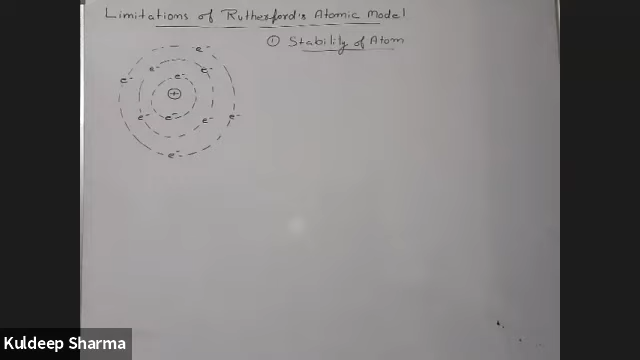 Limitations of Rutherford's Atomic Model
① Stability of Atom
e⁻
e⁻ e⁻
e⁻ e⁻
+
e⁻ e⁻ e⁻ e⁻
e⁻
Kuldeep Sharma